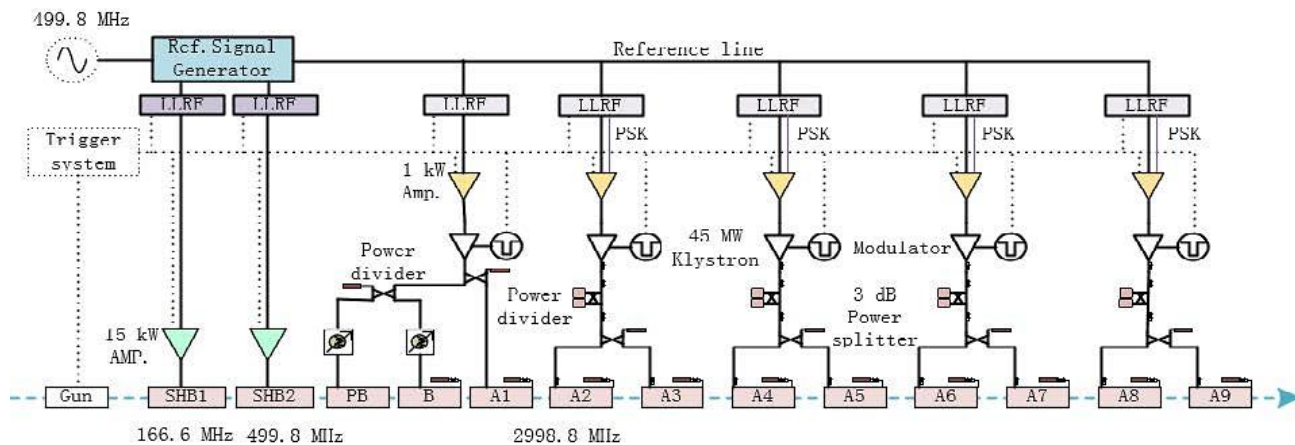 499.8 MHz
Ref. Signal
Generator
Reference line
LLRF
LLRF
LLRF
LLRF
LLRF
LLRF
LLRF
PSK
PSK
PSK
Trigger
system
1 kW
Amp.
45 MW
Klystron
Modulator
Power
divider
Power
divider
3 dB
Power
splitter
15 kW
AMP.
Gun
SHB1
SHB2
PB
B
A1
A2
A3
A4
A5
A6
A7
A8
A9
166.6 MHz
499.8 MHz
2998.8 MHz